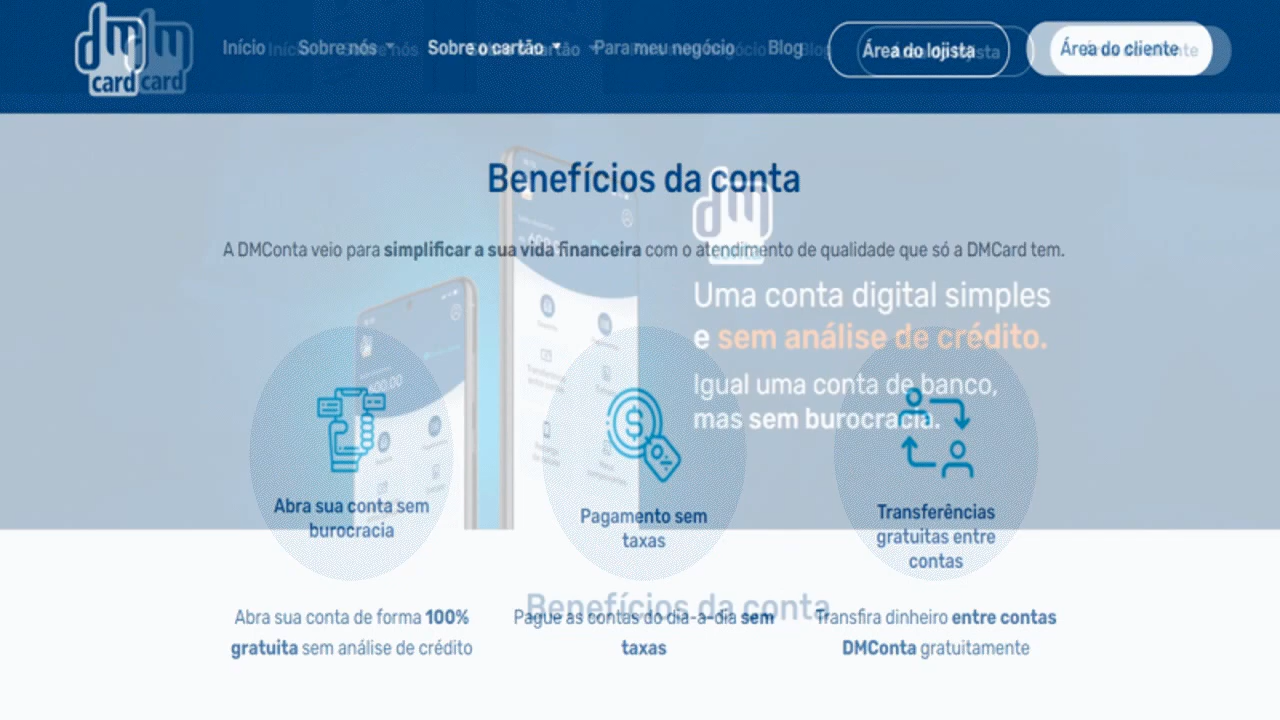 dm card
card
Início Sobre nós Sobre o cartão Para meu negócio Blog Área do lojista Área do cliente
Benefícios da conta
A DMConta veio para simplificar a sua vida financeira com o atendimento de qualidade que só a DMCard tem.
Uma conta digital simples
e sem análise de crédito.
Igual uma conta de banco,
mas sem burocracia.
600,00
Abra sua conta sem
burocracia
Pagamento sem
taxas
Transferências
gratuitas entre
contas
Benefícios da conta
Abra sua conta de forma 100%
gratuita sem análise de crédito
Pague as contas do dia-a-dia sem
taxas
Transfira dinheiro entre contas
DMConta gratuitamente